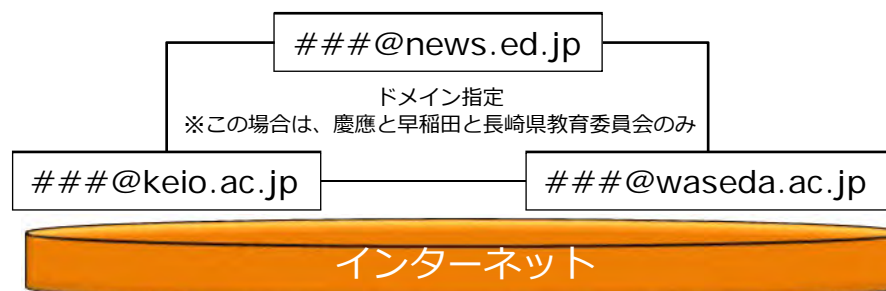 ###@news.ed.jp
ドメイン指定
※この場合は、慶應と早稲田と長崎県教育委員会のみ
###@keio.ac.jp
###@waseda.ac.jp
インターネット